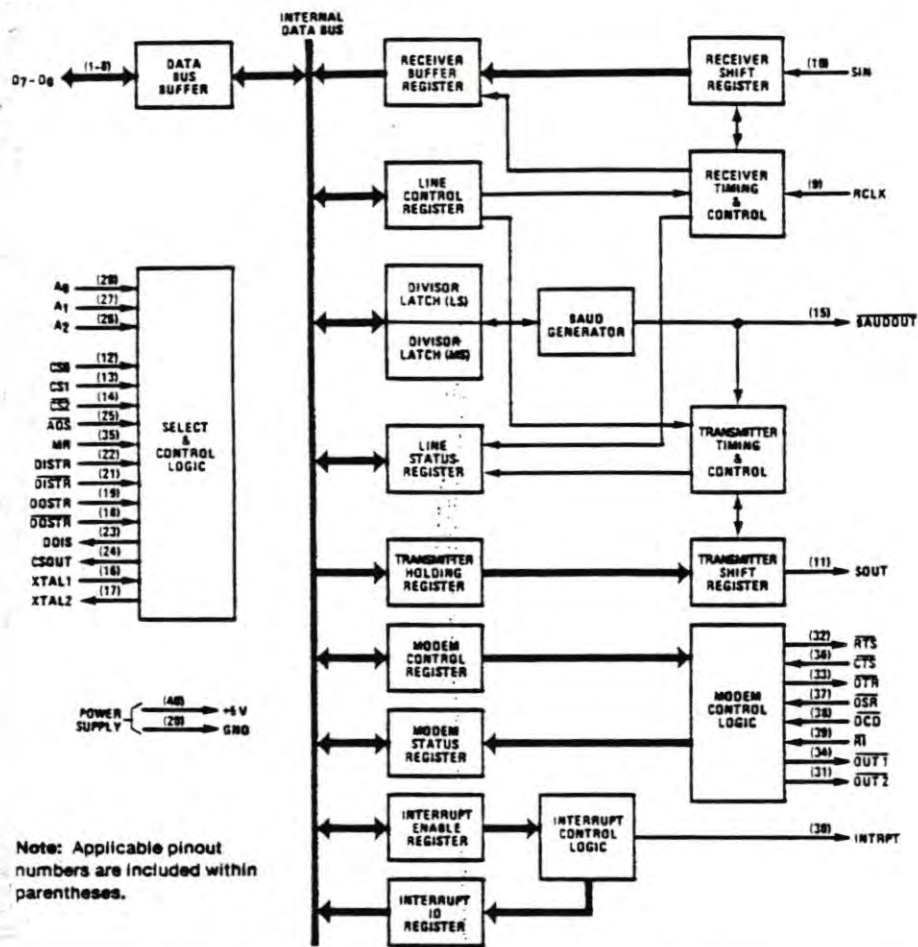 INTERNAL
DATA BUS
D7-D0
(1-8)
DATA
BUS
BUFFER
RECEIVER
BUFFER
REGISTER
RECEIVER
SHIFT
REGISTER
(10)
SIN
LINE
CONTROL
REGISTER
RECEIVER
TIMING
&
CONTROL
(9)
RCLK
A0
(28)
A1
(27)
A2
(26)
CS0
(12)
CS1
(13)
CS2
(14)
ADS
(25)
MR
(35)
DISTR
(22)
DISTR
(21)
DOSTR
(19)
DOSTR
(18)
DDIS
(23)
CSOUT
(24)
XTAL1
(16)
XTAL2
(17)
SELECT
&
CONTROL
LOGIC
DIVISOR
LATCH (LS)
DIVISOR
LATCH (MS)
BAUD
GENERATOR
(15)
BAUDOUT
LINE
STATUS
REGISTER
TRANSMITTER
TIMING
&
CONTROL
TRANSMITTER
HOLDING
REGISTER
TRANSMITTER
SHIFT
REGISTER
(11)
SOUT
MODEM
CONTROL
REGISTER
MODEM
CONTROL
LOGIC
(32)
RTS
(36)
CTS
(33)
DTR
(37)
DSR
(38)
DCD
(39)
RI
(34)
OUT 1
(31)
OUT 2
POWER
SUPPLY
(40)
+5 V
(20)
GND
MODEM
STATUS
REGISTER
INTERRUPT
ENABLE
REGISTER
INTERRUPT
CONTROL
LOGIC
(30)
INTRPT
INTERRUPT
ID
REGISTER
Note: Applicable pinout
numbers are included within
parentheses.